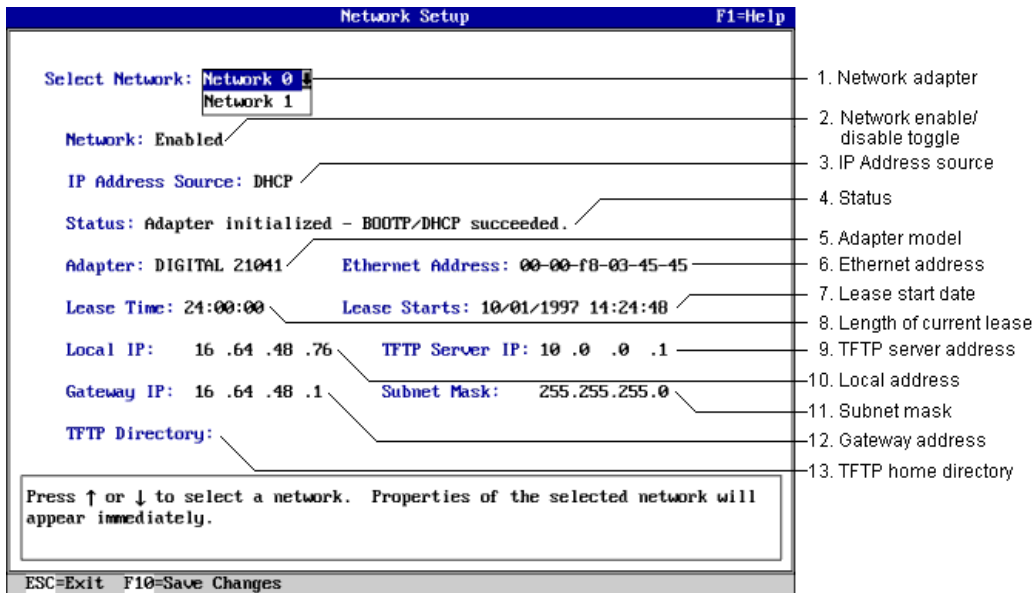 Network Setup F1=Help
Select Network: Network 0
Network 1
Network: Enabled
IP Address Source: DHCP
Status: Adapter initialized - BOOTP/DHCP succeeded.
Adapter: DIGITAL 21041 Ethernet Address: 00-00-f8-03-45-45
Lease Time: 24:00:00 Lease Starts: 10/01/1997 14:24:48
Local IP: 16 .64 .48 .76 TFTP Server IP: 10 .0 .0 .1
Gateway IP: 16 .64 .48 .1 Subnet Mask: 255.255.255.0
TFTP Directory:
Press ↑ or ↓ to select a network. Properties of the selected network will
appear immediately.
ESC=Exit F10=Save Changes
1. Network adapter
2. Network enable/
disable toggle
3. IP Address source
4. Status
5. Adapter model
6. Ethernet address
7. Lease start date
8. Length of current lease
9. TFTP server address
10. Local address
11. Subnet mask
12. Gateway address
13. TFTP home directory